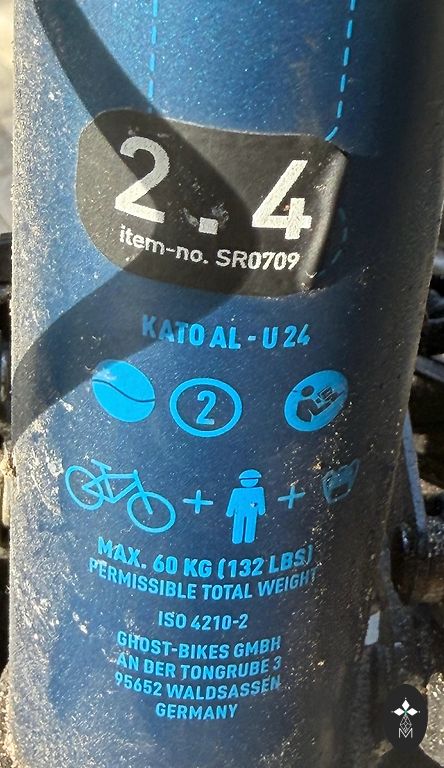 2.4
item-no. SR0709
KATO AL - U 24
2
+ +
MAX. 60 KG (132 LBS)
PERMISSIBLE TOTAL WEIGHT
ISO 4210-2
GHOST-BIKES GMBH
AN DER TONGRUBE 3
95652 WALDSASSEN
GERMANY
M